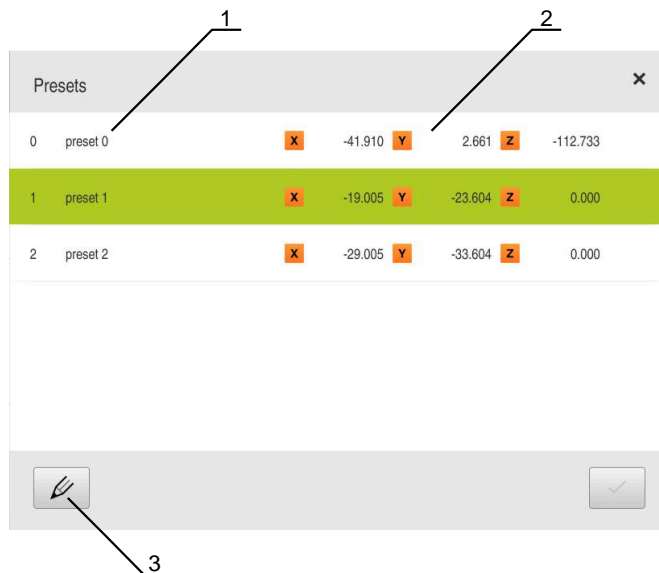 1 2
Presets ×
0 preset 0 X -41.910 Y 2.661 Z -112.733
1 preset 1 X -19.005 Y -23.604 Z 0.000
2 preset 2 X -29.005 Y -33.604 Z 0.000
3